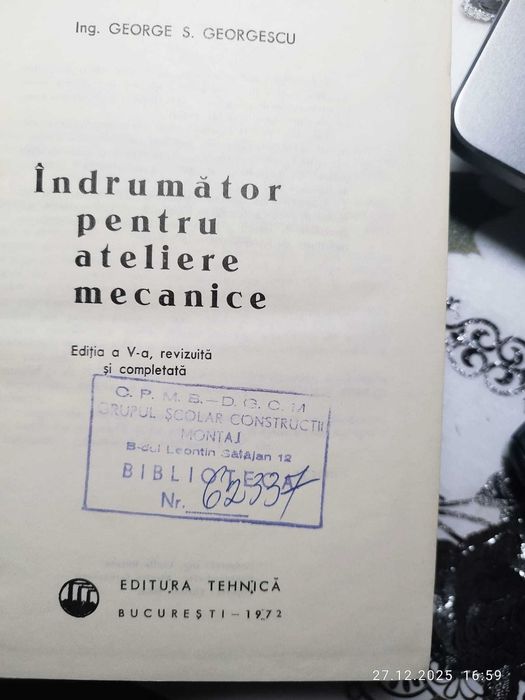 Ing. GEORGE S. GEORGESCU
Îndrumător
pentru
ateliere
mecanice
Ediția a V-a, revizuită
și completată
C. P. M. B.—D. G. C. M
GRUPUL ȘCOLAR CONSTRUCTII
MONTAJ
B-dul Leontin Sălăjan 12
BIBLIOTECA
Nr. 62337
EDITURA TEHNICĂ
BUCUREȘTI—1972
27.12.2025 16:59